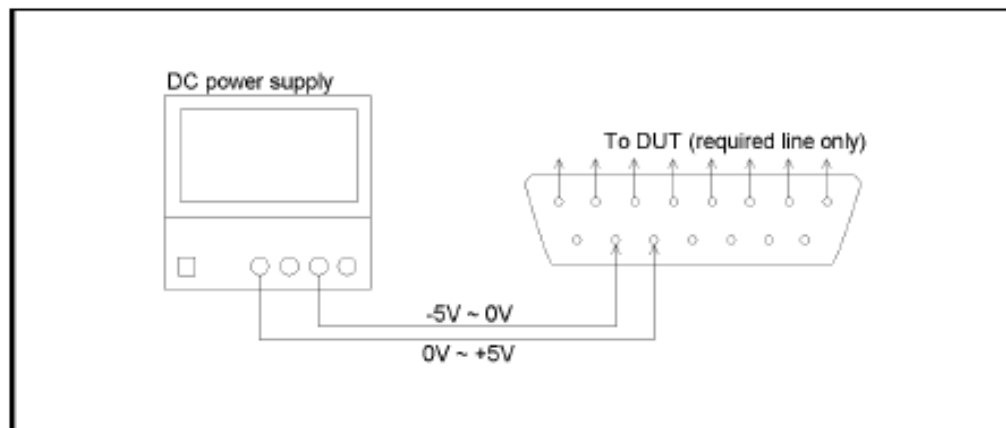 DC power supply
To DUT (required line only)
-5V ~ 0V
0V ~ +5V